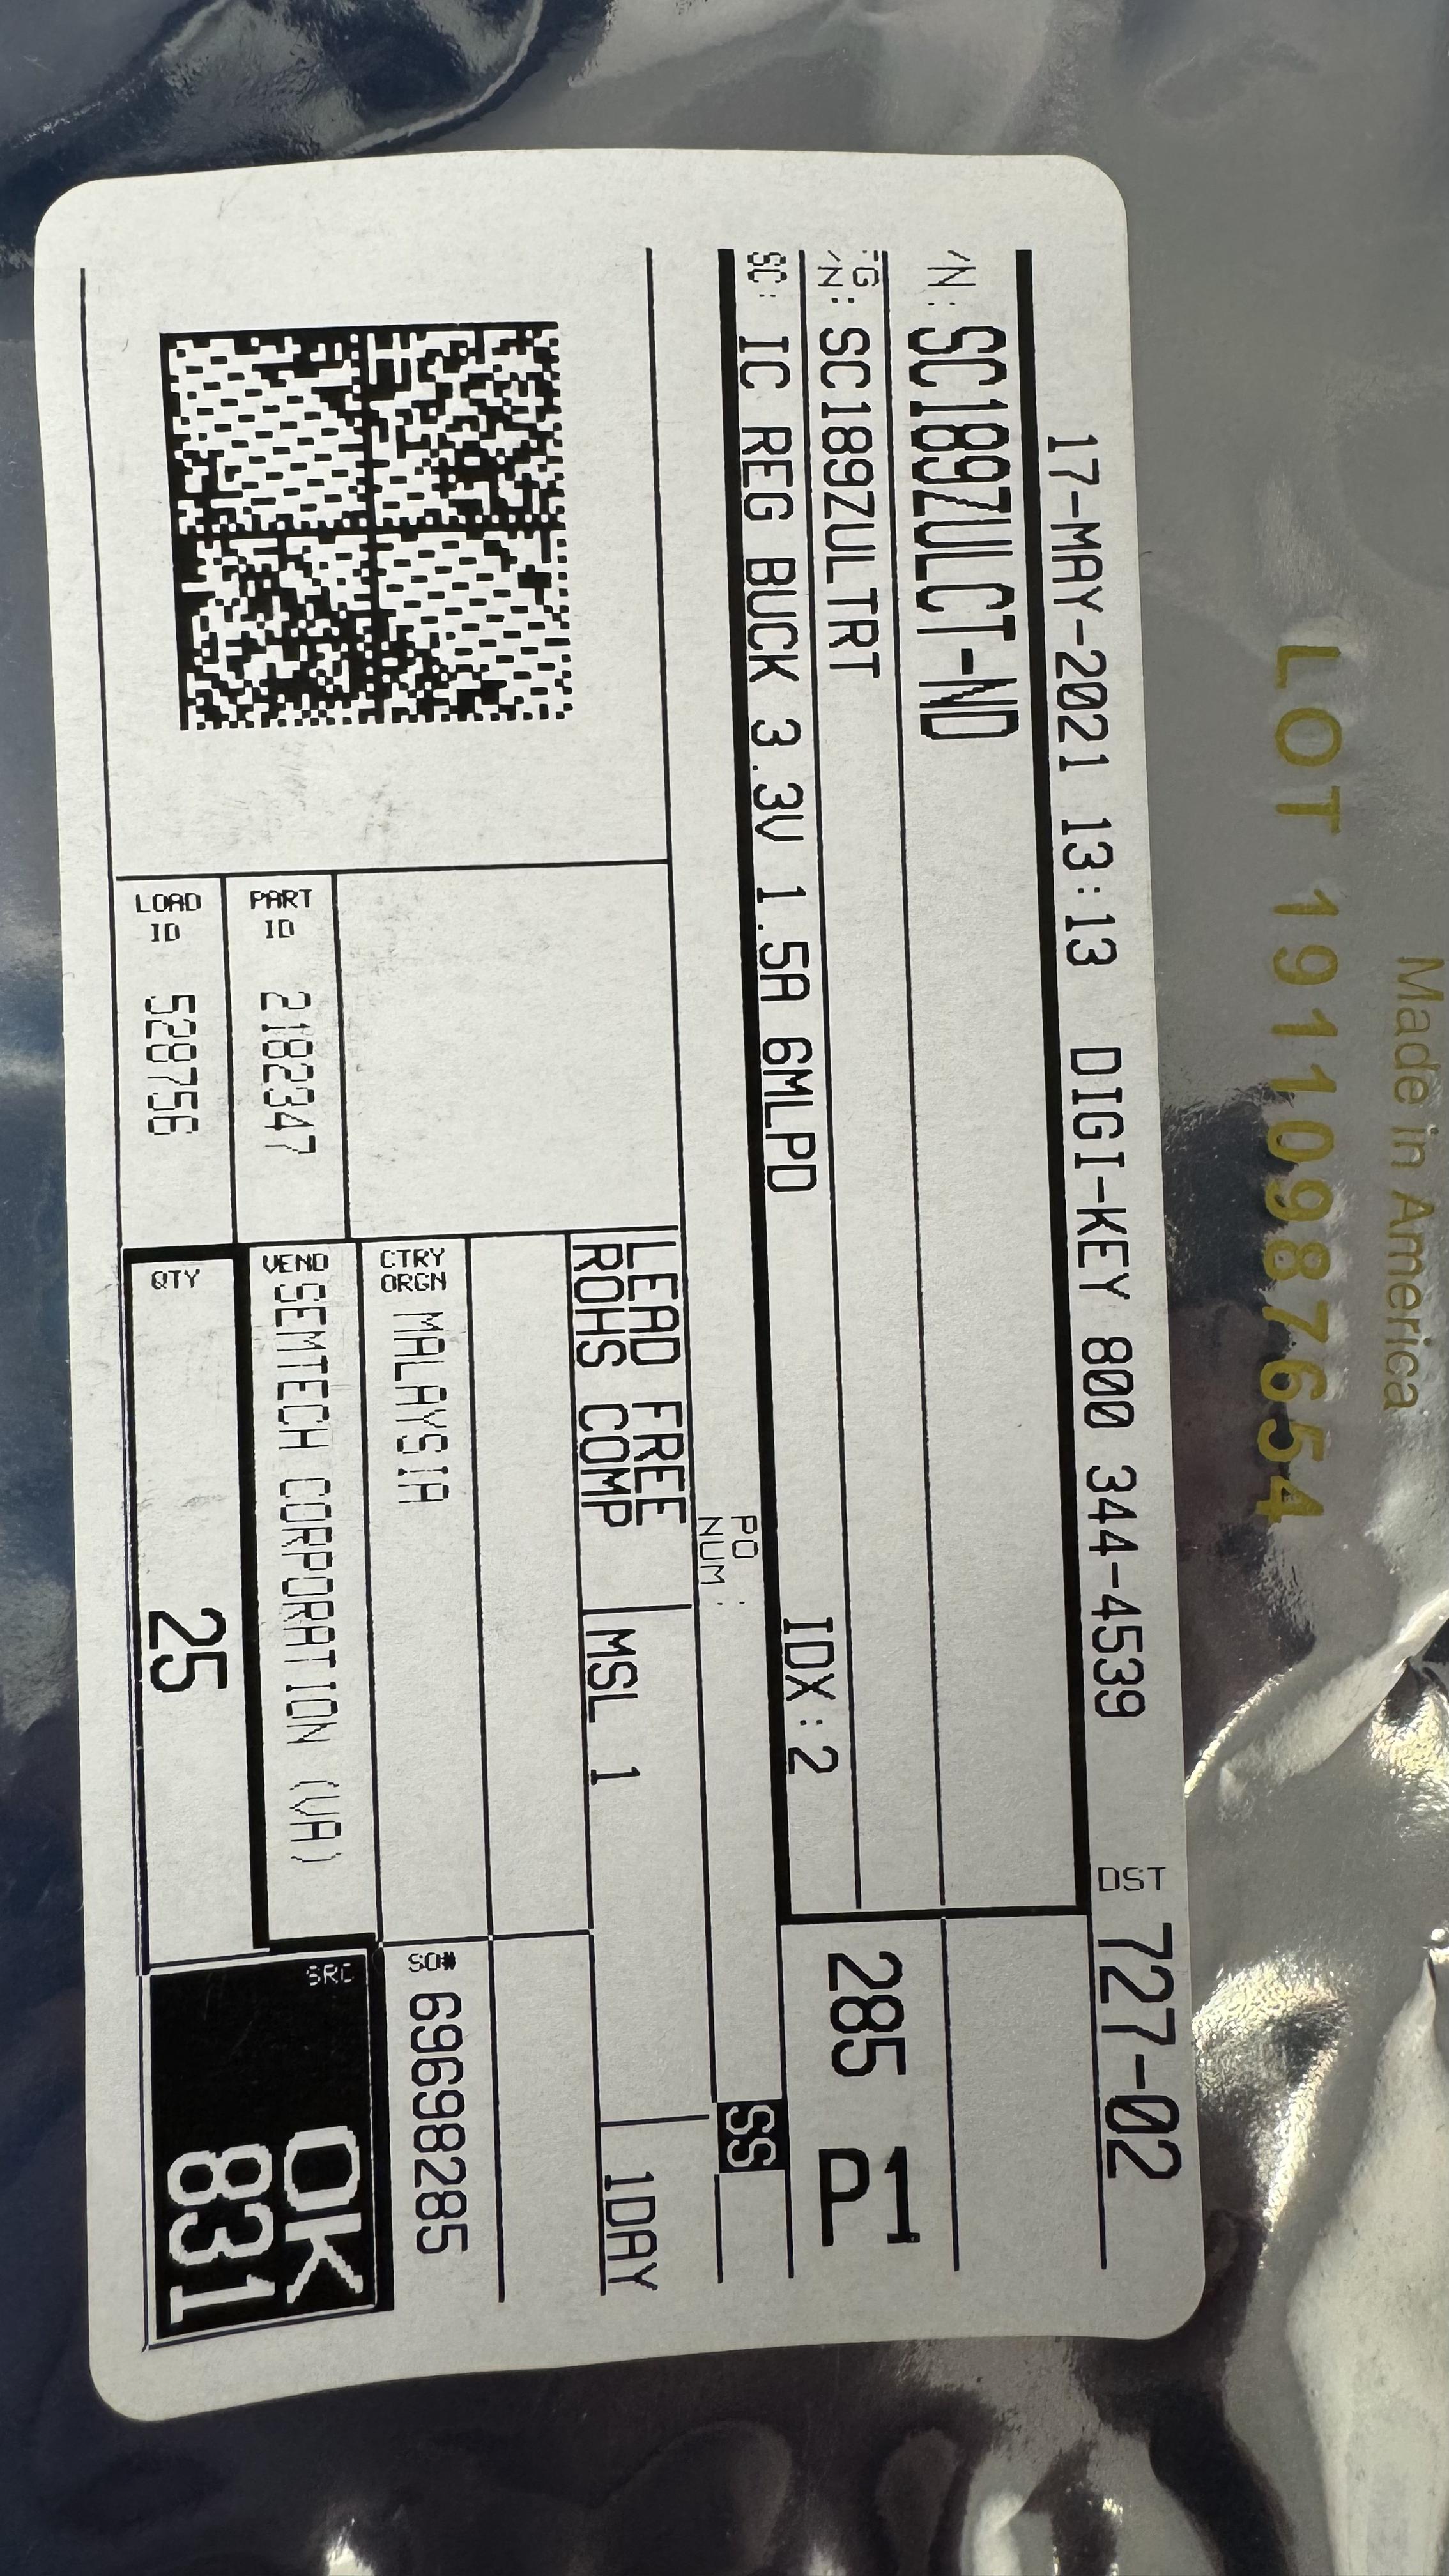 Made in America
LOT 19110987654
17-MAY-2021 13:13 DIGI-KEY 800 344-4539
DST 727-02
/N: SC189ZULCT-ND
/N: SC189ZULTRT
285 P1
SC: IC REG BUCK 3.3V 1.5A 6MLPD
IDX:2
PO NUM:
SS
LEAD FREE
ROHS COMP
MSL 1
1DAY
CTRY ORGN MALAYSIA
SO# 69698285
PART ID 2182347
VEND SEMTECH CORPORATION (VA)
LOAD ID 528756
QTY 25
SRC
OK
831